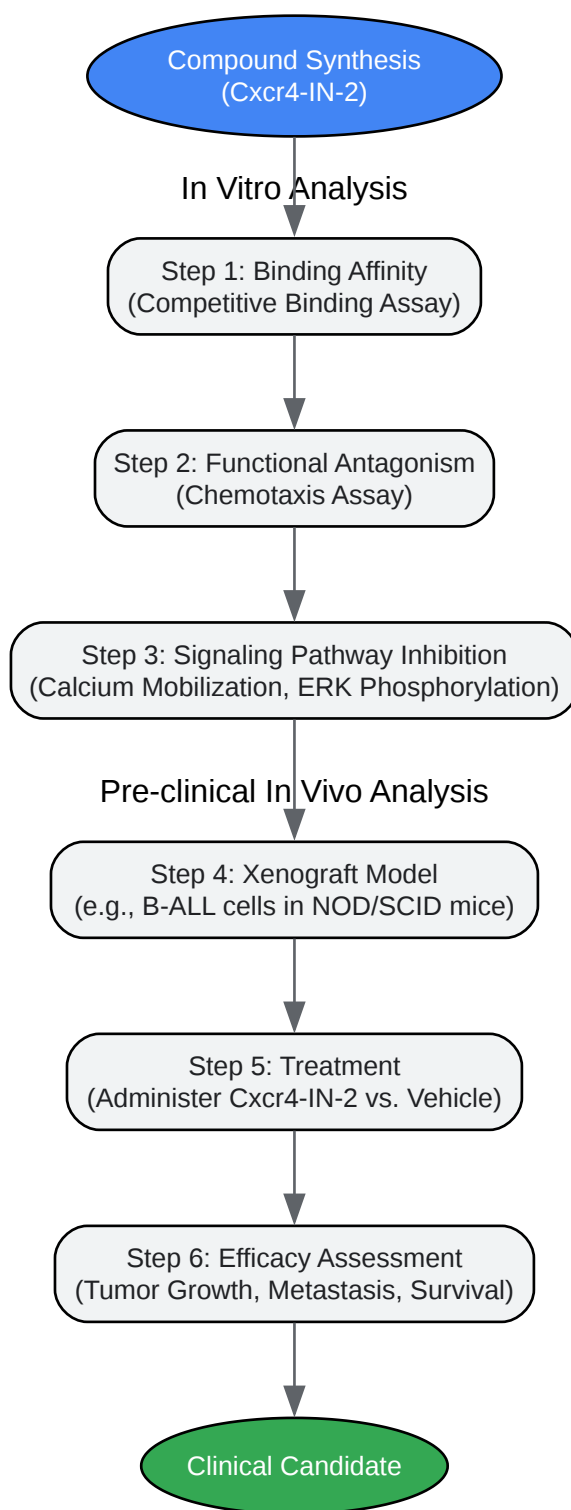 Compound Synthesis
(Cxcr4-IN-2)
In Vitro Analysis
Step 1: Binding Affinity
(Competitive Binding Assay)
Step 2: Functional Antagonism
(Chemotaxis Assay)
Step 3: Signaling Pathway Inhibition
(Calcium Mobilization, ERK Phosphorylation)
Pre-clinical In Vivo Analysis
Step 4: Xenograft Model
(e.g., B-ALL cells in NOD/SCID mice)
Step 5: Treatment
(Administer Cxcr4-IN-2 vs. Vehicle)
Step 6: Efficacy Assessment
(Tumor Growth, Metastasis, Survival)
Clinical Candidate